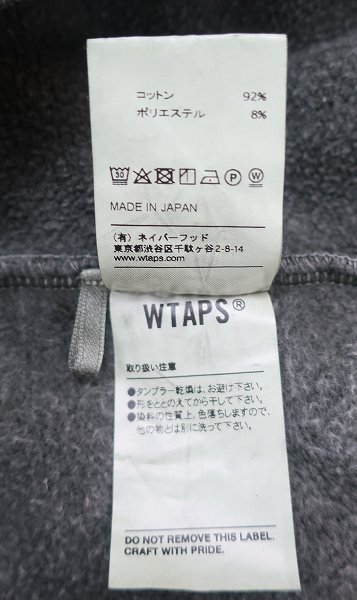 コットン 92%
ポリエステル 8%
30 P W
MADE IN JAPAN
(有) ネイバーフッド
東京都渋谷区千駄ヶ谷2-8-14
www.wtaps.com
WTAPS®
取り扱い注意
●タンブラー乾燥は、お避け下さい。
●形をととのえてから干して下さい。
●染料の性質上、色落ちしますので、
他の物とは別に洗って下さい。
DO NOT REMOVE THIS LABEL.
CRAFT WITH PRIDE.